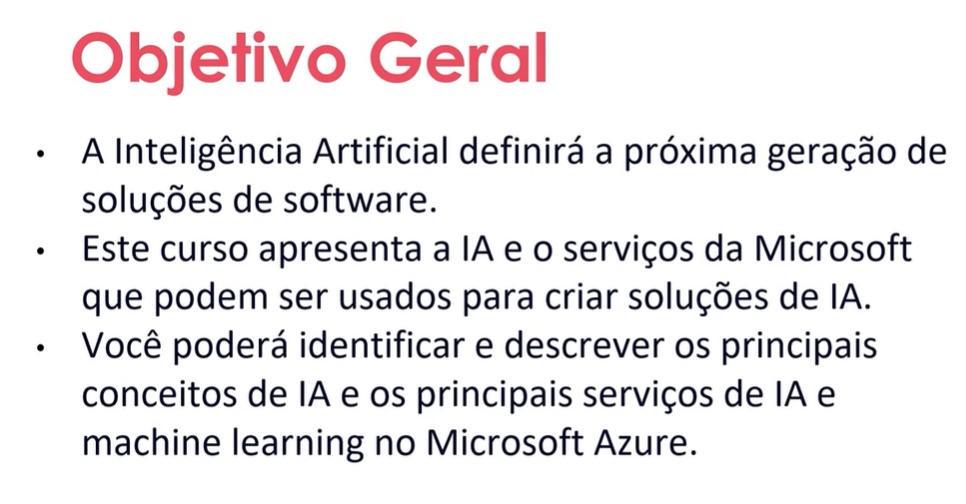 Objetivo Geral
• A Inteligência Artificial definirá a próxima geração de
soluções de software.
• Este curso apresenta a IA e o serviços da Microsoft
que podem ser usados para criar soluções de IA.
• Você poderá identificar e descrever os principais
conceitos de IA e os principais serviços de IA e
machine learning no Microsoft Azure.